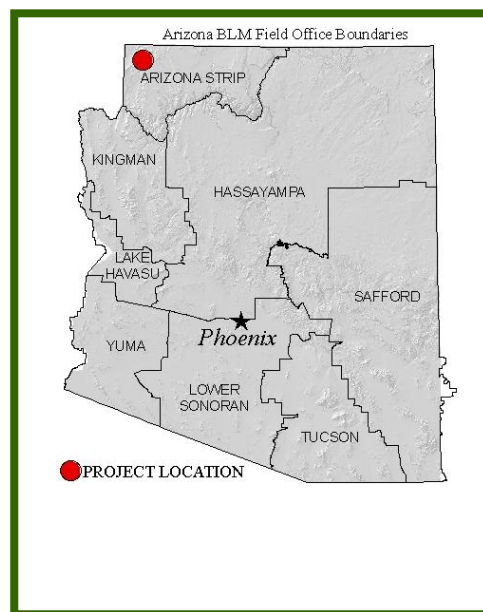 Arizona BLM Field Office Boundaries
ARIZONA STRIP
KINGMAN
HASSAYAMPA
LAKE
HAVASU
SAFFORD
Phoenix
YUMA
LOWER
SONORAN
TUCSON
PROJECT LOCATION